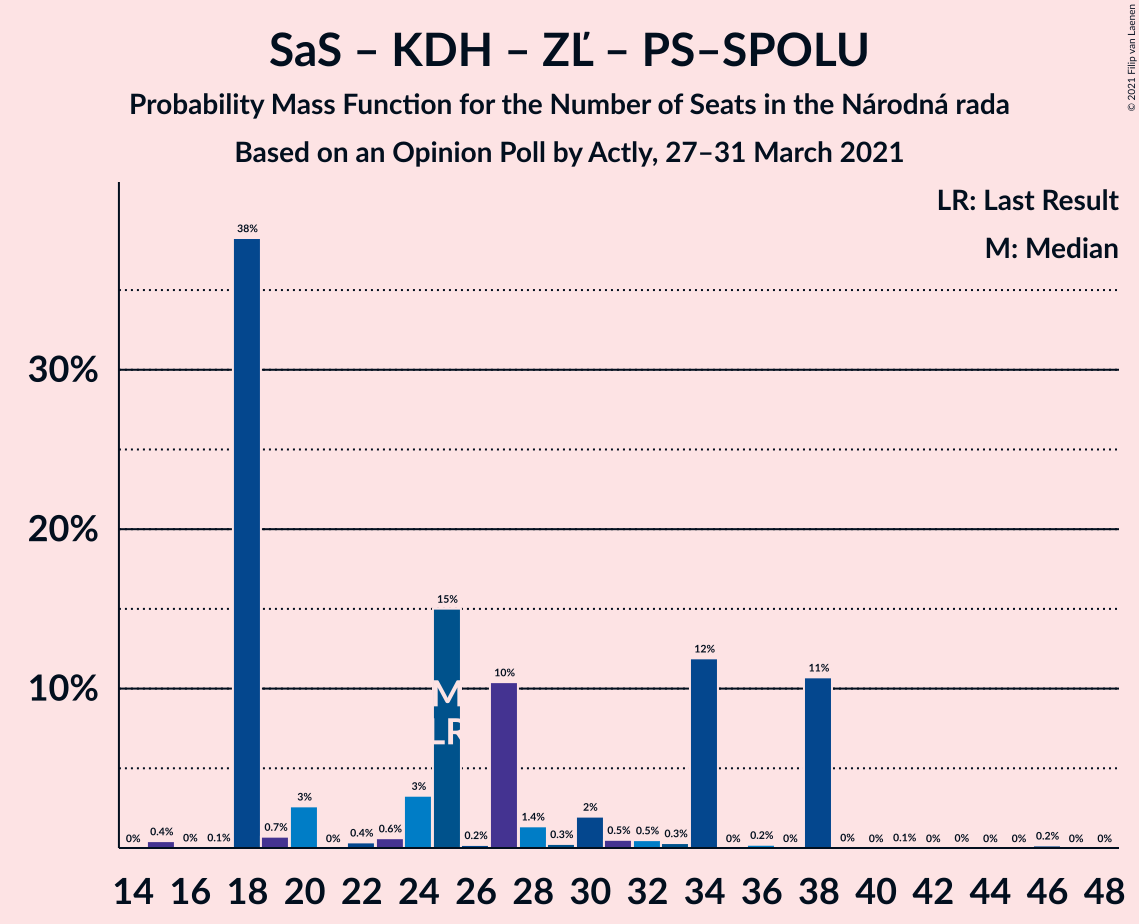 SaS – KDH – ZĽ – PS–SPOLU
Probability Mass Function for the Number of Seats in the Národná rada
Based on an Opinion Poll by Actly, 27–31 March 2021
© 2021 Filip van Laenen
LR: Last Result
M: Median
30%
20%
10%
0% 0.4% 0% 0.1% 38% 0.7% 3% 0% 0.4% 0.6% 3% 15% 0.2% 10% 1.4% 0.3% 2% 0.5% 0.5% 0.3% 12% 0% 0.2% 0% 11% 0% 0% 0.1% 0% 0% 0% 0% 0.2% 0% 0%
M
LR
14 16 18 20 22 24 26 28 30 32 34 36 38 40 42 44 46 48